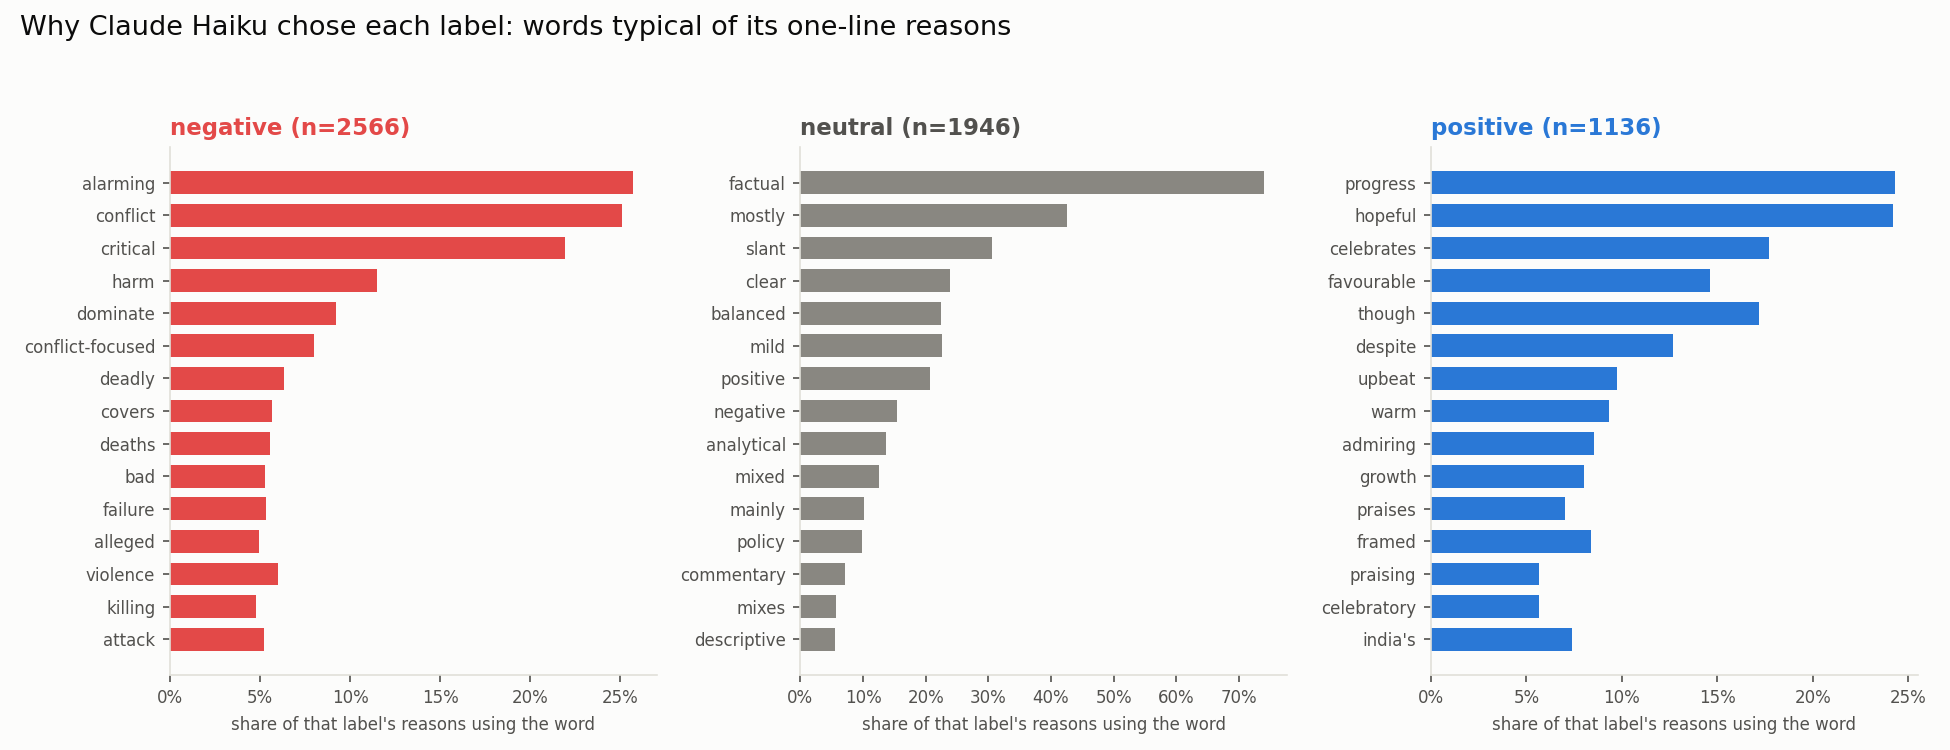 Why Claude Haiku chose each label: words typical of its one-line reasons
negative (n=2566)
alarming
conflict
critical
harm
dominate
conflict-focused
deadly
covers
deaths
bad
failure
alleged
violence
killing
attack
0% 5% 10% 15% 20% 25%
share of that label's reasons using the word
neutral (n=1946)
factual
mostly
slant
clear
balanced
mild
positive
negative
analytical
mixed
mainly
policy
commentary
mixes
descriptive
0% 10% 20% 30% 40% 50% 60% 70%
share of that label's reasons using the word
positive (n=1136)
progress
hopeful
celebrates
favourable
though
despite
upbeat
warm
admiring
growth
praises
framed
praising
celebratory
india's
0% 5% 10% 15% 20% 25%
share of that label's reasons using the word